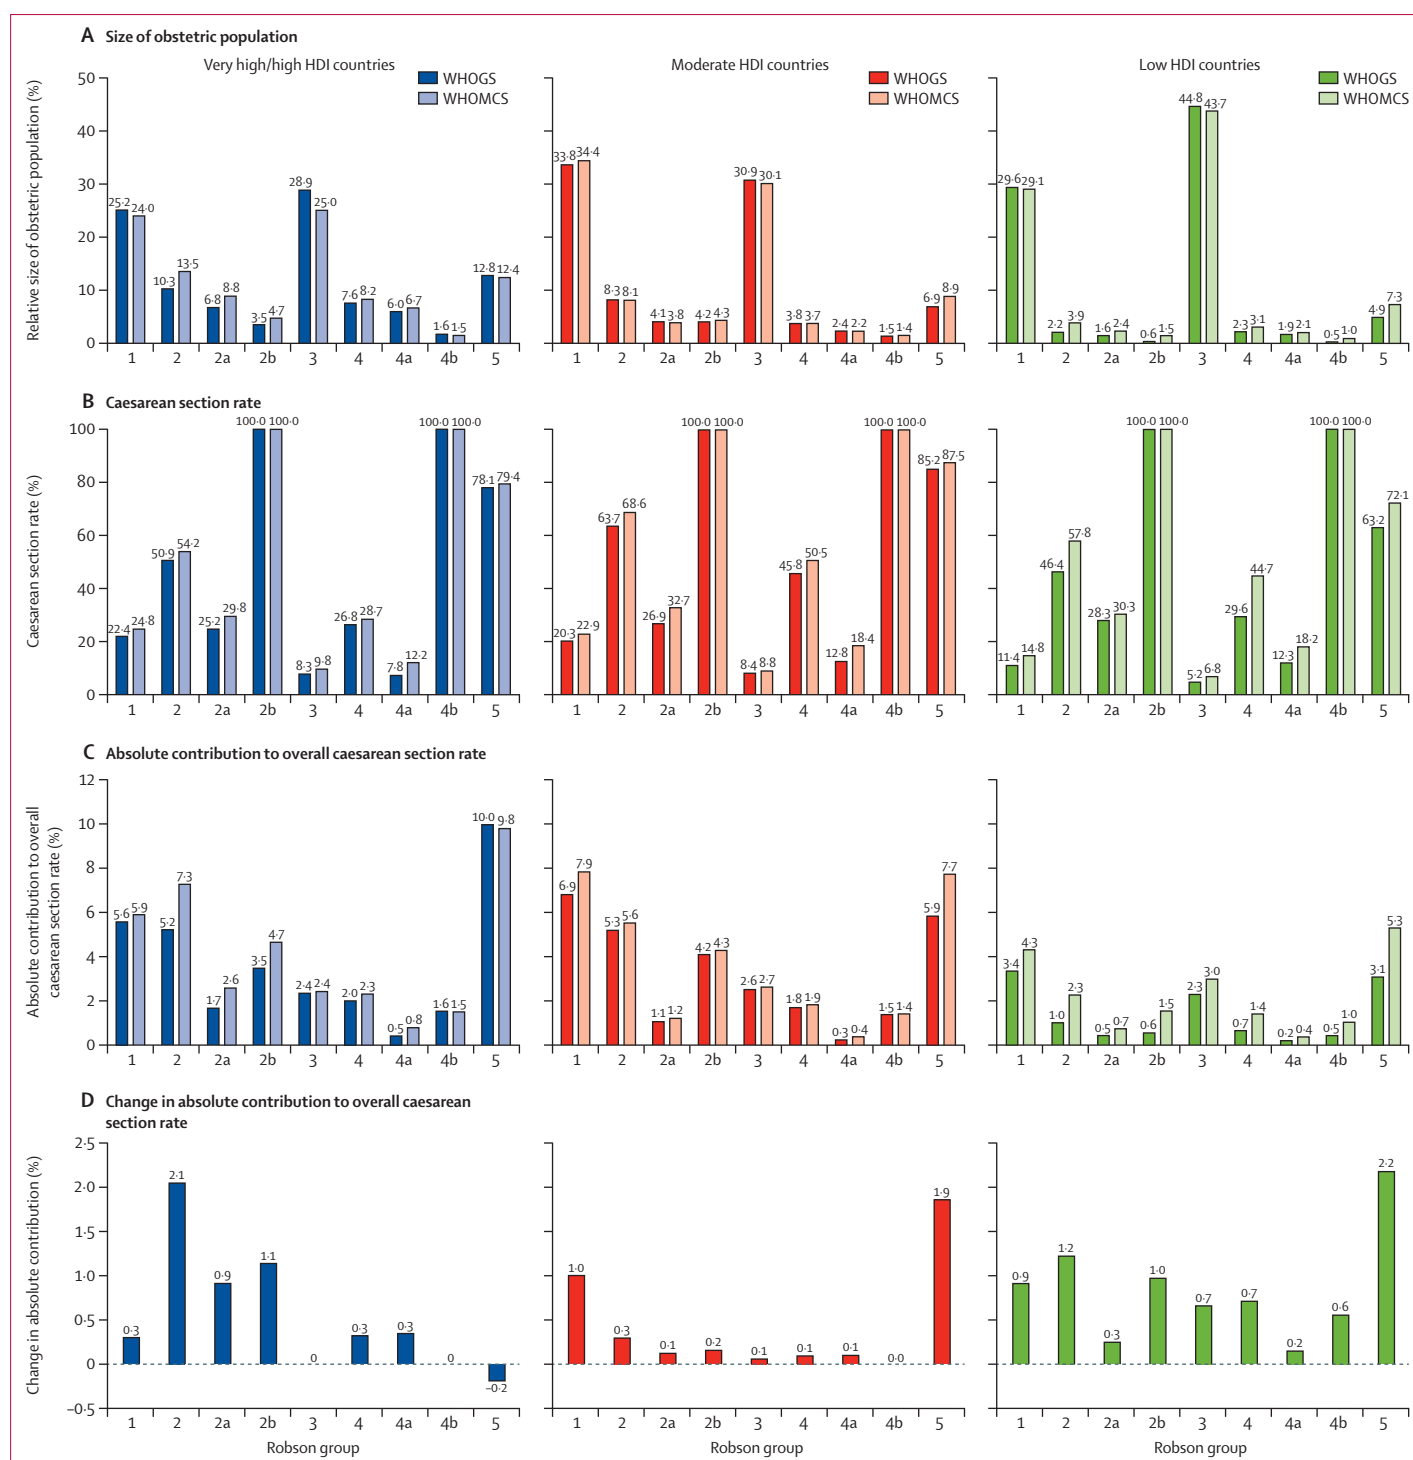 A Size of obstetric population
Very high/high HDI countries
Moderate HDI countries
Low HDI countries
WHOGS
WHOMCS
WHOGS
WHOMCS
WHOGS
WHOMCS
Relative size of obstetric population (%)
50
40
30
20
10
0
25·2 24·0 10·3 13·5 6·8 8·8 3·5 4·7 28·9 25·0 7·6 8·2 6·0 6·7 1·6 1·5 12·8 12·4
33·8 34·4 8·3 8·1 4·1 3·8 4·2 4·3 30·9 30·1 3·8 3·7 2·4 2·2 1·5 1·4 6·9 8·9
29·6 29·1 2·2 3·9 1·6 2·4 0·6 1·5 44·8 43·7 2·3 3·1 1·9 2·1 0·5 1·0 4·9 7·3
1 2 2a 2b 3 4 4a 4b 5
1 2 2a 2b 3 4 4a 4b 5
1 2 2a 2b 3 4 4a 4b 5
B Caesarean section rate
Caesarean section rate (%)
100
80
60
40
20
0
22·4 24·8 50·9 54·2 25·2 29·8 100·0 100·0 8·3 9·8 26·8 28·7 7·8 12·2 100·0 100·0 78·1 79·4
20·3 22·9 63·7 68·6 26·9 32·7 100·0 100·0 8·4 8·8 45·8 50·5 12·8 18·4 100·0 100·0 85·2 87·5
11·4 14·8 46·4 57·8 28·3 30·3 100·0 100·0 5·2 6·8 29·6 44·7 12·3 18·2 100·0 100·0 63·2 72·1
1 2 2a 2b 3 4 4a 4b 5
1 2 2a 2b 3 4 4a 4b 5
1 2 2a 2b 3 4 4a 4b 5
C Absolute contribution to overall caesarean section rate
Absolute contribution to overall
caesarean section rate (%)
12
10
8
6
4
2
0
5·6 5·9 5·2 7·3 1·7 2·6 3·5 4·7 2·4 2·4 2·0 2·3 0·5 0·8 1·6 1·5 10·0 9·8
6·9 7·9 5·3 5·6 1·1 1·2 4·2 4·3 2·6 2·7 1·8 1·9 0·3 0·4 1·5 1·4 5·9 7·7
3·4 4·3 1·0 2·3 0·5 0·7 0·6 1·5 2·3 3·0 0·7 1·4 0·2 0·4 0·5 1·0 3·1 5·3
1 2 2a 2b 3 4 4a 4b 5
1 2 2a 2b 3 4 4a 4b 5
1 2 2a 2b 3 4 4a 4b 5
D Change in absolute contribution to overall caesarean
section rate
Change in absolute contribution (%)
2·5
2·0
1·5
1·0
0·5
0
–0·5
0·3 2·1 0·9 1·1 0 0·3 0·3 0 –0·2
1·0 0·3 0·1 0·2 0·1 0·1 0·1 0·0 1·9
0·9 1·2 0·3 1·0 0·7 0·7 0·2 0·6 2·2
1 2 2a 2b 3 4 4a 4b 5
1 2 2a 2b 3 4 4a 4b 5
1 2 2a 2b 3 4 4a 4b 5
Robson group
Robson group
Robson group